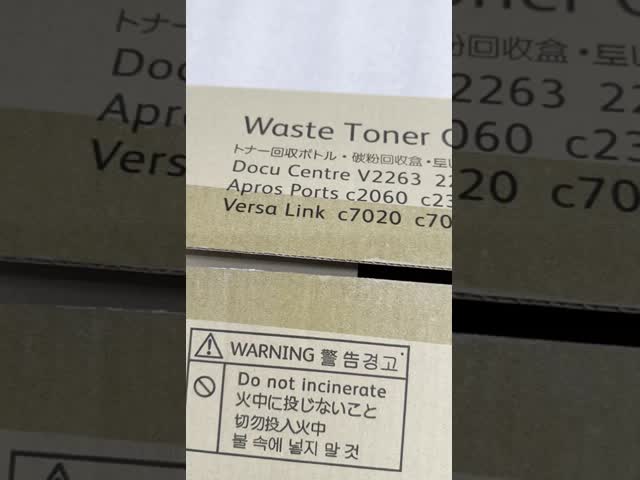 Waste Toner
トナー回収ボトル・碳粉回收盒・
Docu Centre V2263
Apros Ports c2060
Versa Link c7020
WARNING 警告경고
Do not incinerate
火中に投じないこと
切勿投入火中
불 속에 넣지 말 것